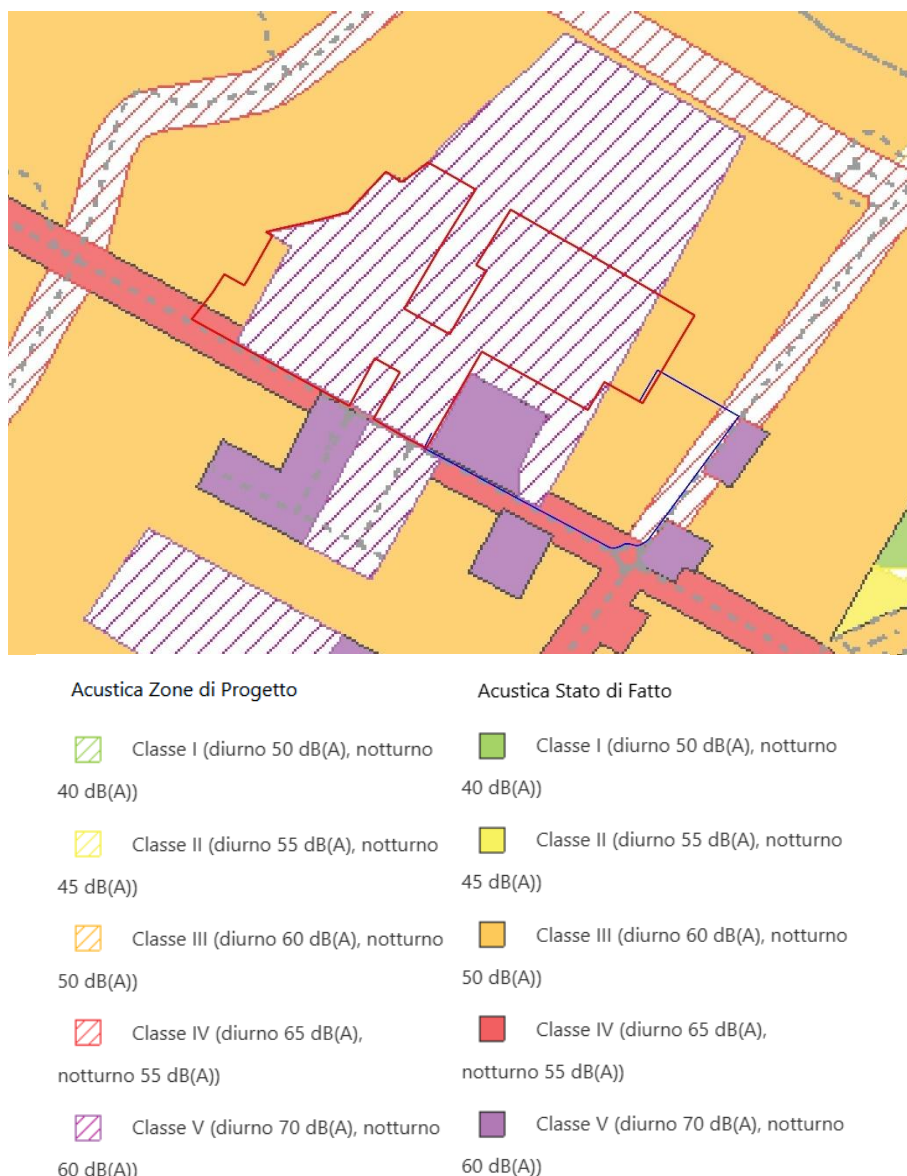 Acustica Zone di Progetto
Classe I (diurno 50 dB(A), notturno
40 dB(A))
Classe II (diurno 55 dB(A), notturno
45 dB(A))
Classe III (diurno 60 dB(A), notturno
50 dB(A))
Classe IV (diurno 65 dB(A),
notturno 55 dB(A))
Classe V (diurno 70 dB(A), notturno
60 dB(A))
Acustica Stato di Fatto
Classe I (diurno 50 dB(A), notturno
40 dB(A))
Classe II (diurno 55 dB(A), notturno
45 dB(A))
Classe III (diurno 60 dB(A), notturno
50 dB(A))
Classe IV (diurno 65 dB(A),
notturno 55 dB(A))
Classe V (diurno 70 dB(A), notturno
60 dB(A))